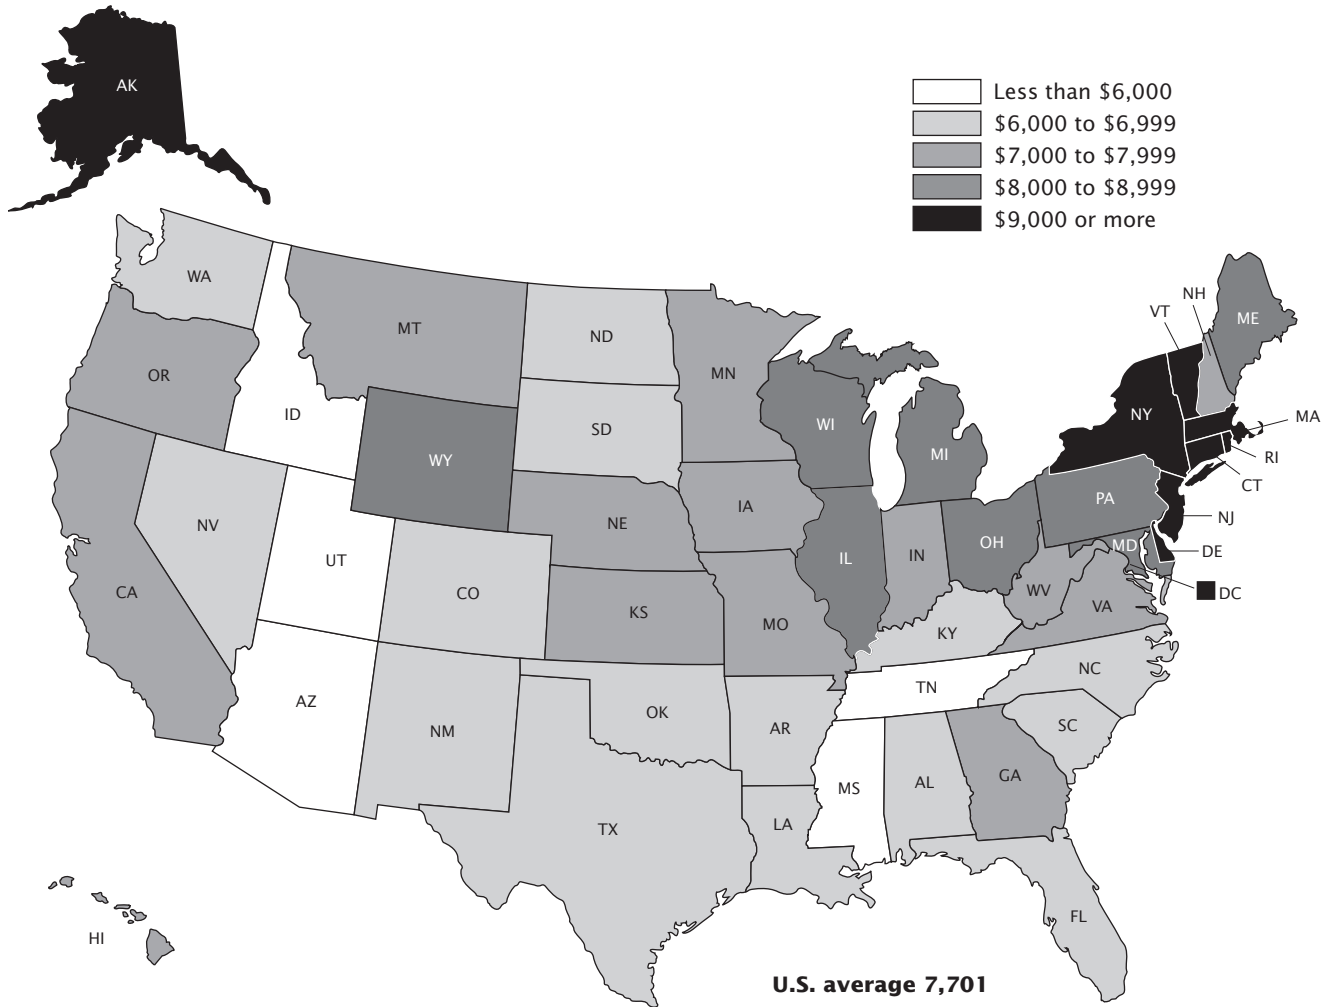 AK
Less than $6,000
$6,000 to $6,999
$7,000 to $7,999
$8,000 to $8,999
$9,000 or more
WA
NH
VT
ME
MT
ND
OR
MN
ID
WI
NY
MA
SD
MI
RI
WY
CT
PA
IA
NJ
NV
NE
OH
MD
DE
UT
IL
IN
CA
CO
WV
DC
VA
KS
MO
KY
NC
TN
AZ
OK
SC
NM
AR
GA
AL
MS
TX
LA
FL
HI
U.S. average 7,701